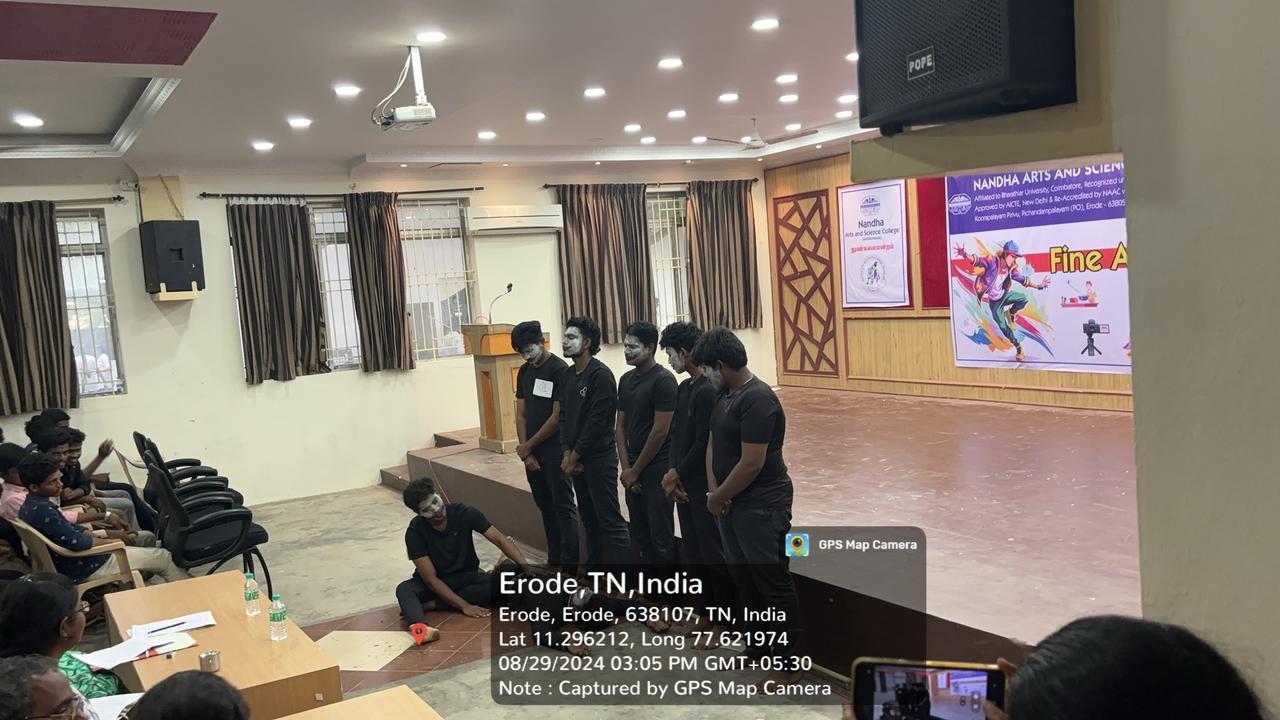 POPE
NANDHA ARTS AND SCIEN
Affiliated to Bharathiar University, Coimbatore, Recognized u
Approved by AICTE, New Delhi & Re-Accredited by NAAC w
Koorapalayam Pirivu, Pichandampalayam (PO), Erode - 63805
Fine A
Nandha
Arts and Science College
நுண்கலைமன்றம்
GPS Map Camera
Erode,TN,India
Erode, Erode, 638107, TN, India
Lat 11.296212, Long 77.621974
08/29/2024 03:05 PM GMT+05:30
Note : Captured by GPS Map Camera